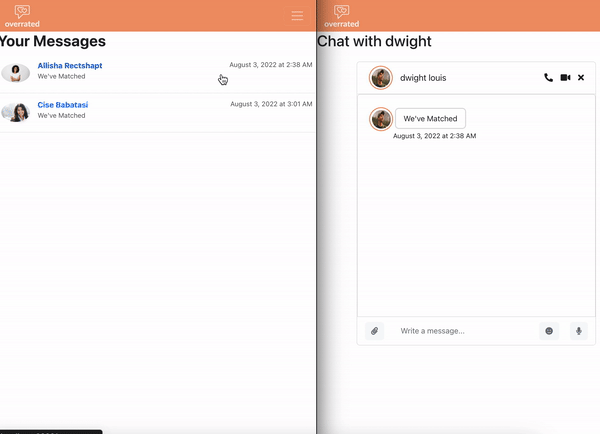 overrated
Your Messages
Allisha Rectshapt
August 3, 2022 at 2:38 AM
We've Matched
Cise Babatasi
August 3, 2022 at 3:01 AM
We've Matched
overrated
Chat with dwight
dwight louis
We've Matched
August 3, 2022 at 2:38 AM
Write a message...